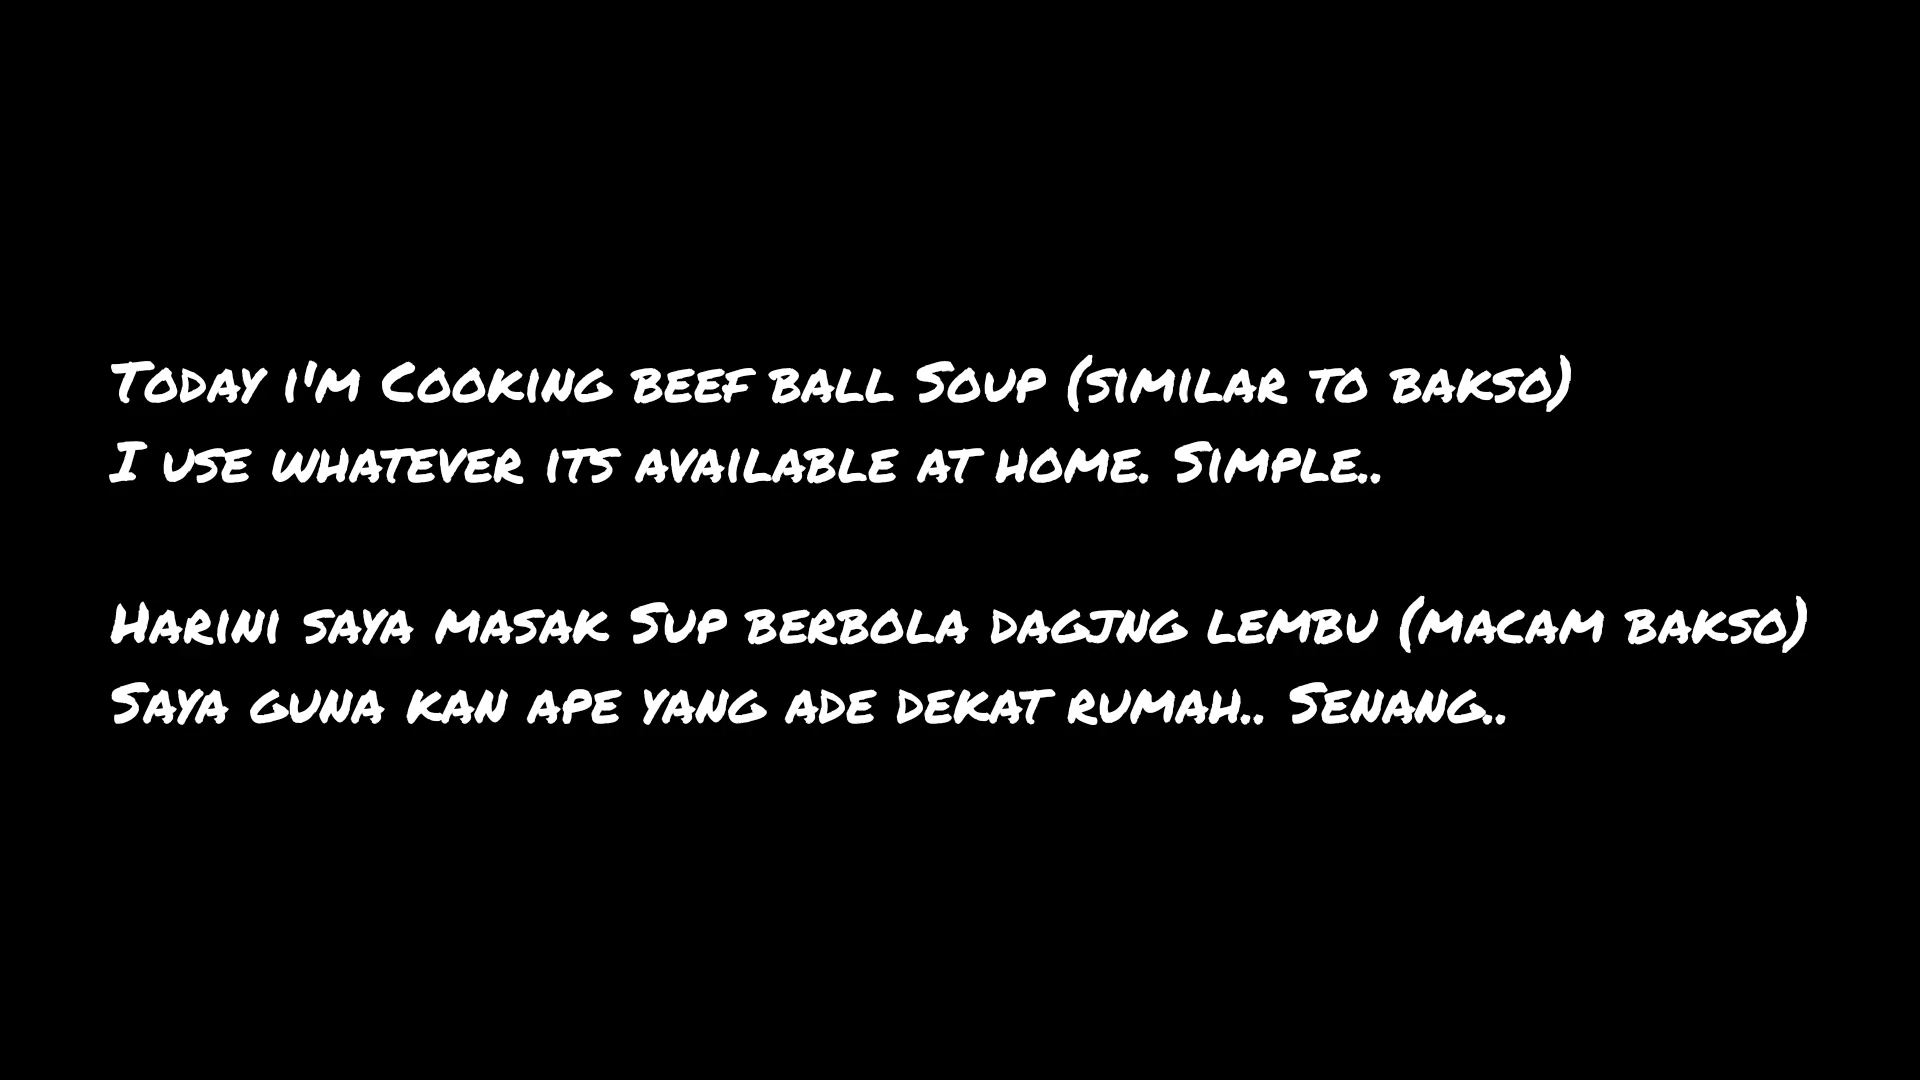 Today i'm Cooking beef ball Soup (similar to bakso)
I use whatever its available at home. Simple..
Harini saya masak Sup berbola dagjng lembu (macam bakso)
Saya guna kan ape yang ade dekat rumah.. Senang..